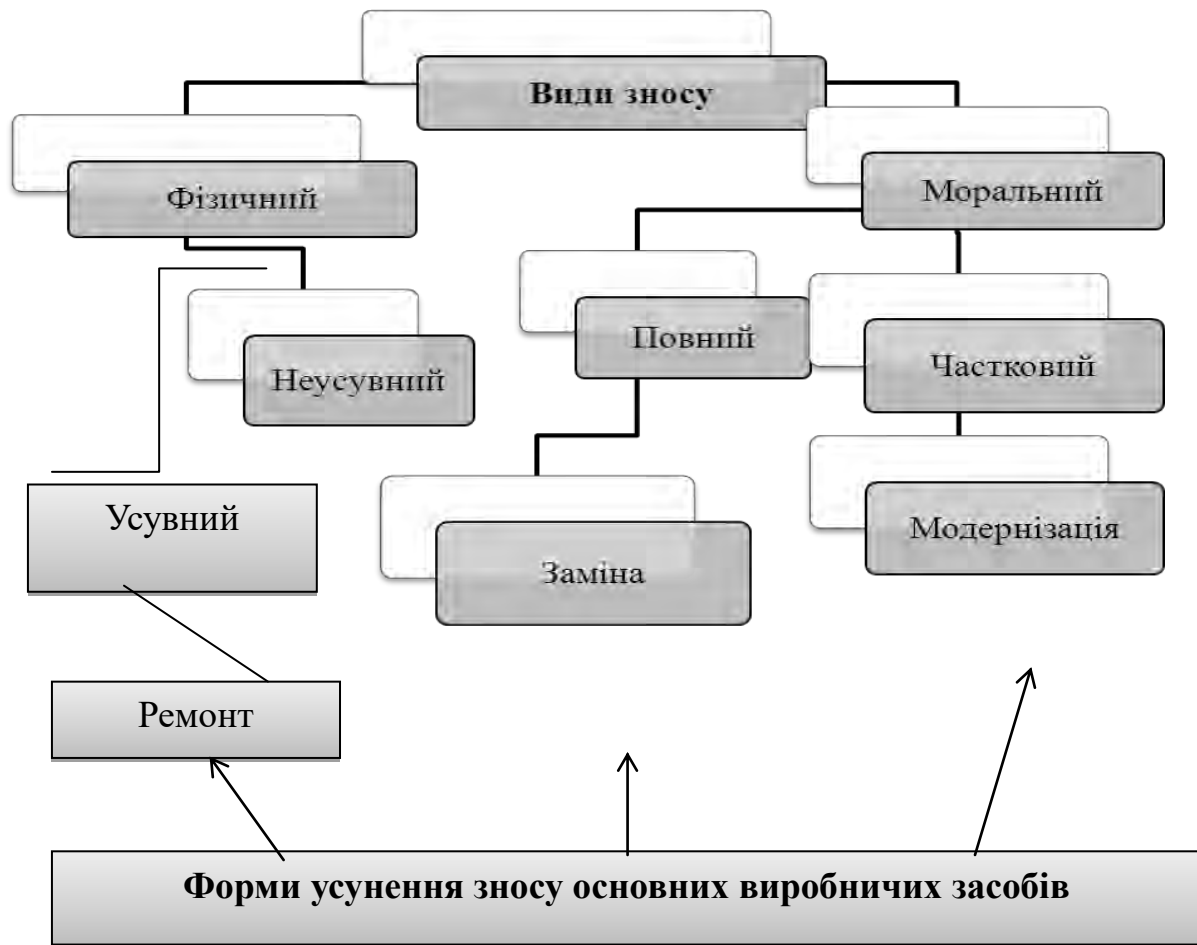 Види зносу
Фізичний
Моральний
Неусувний
Повний
Частковий
Усувний
Заміна
Модернізація
Ремонт
Форми усунення зносу основних виробничих засобів